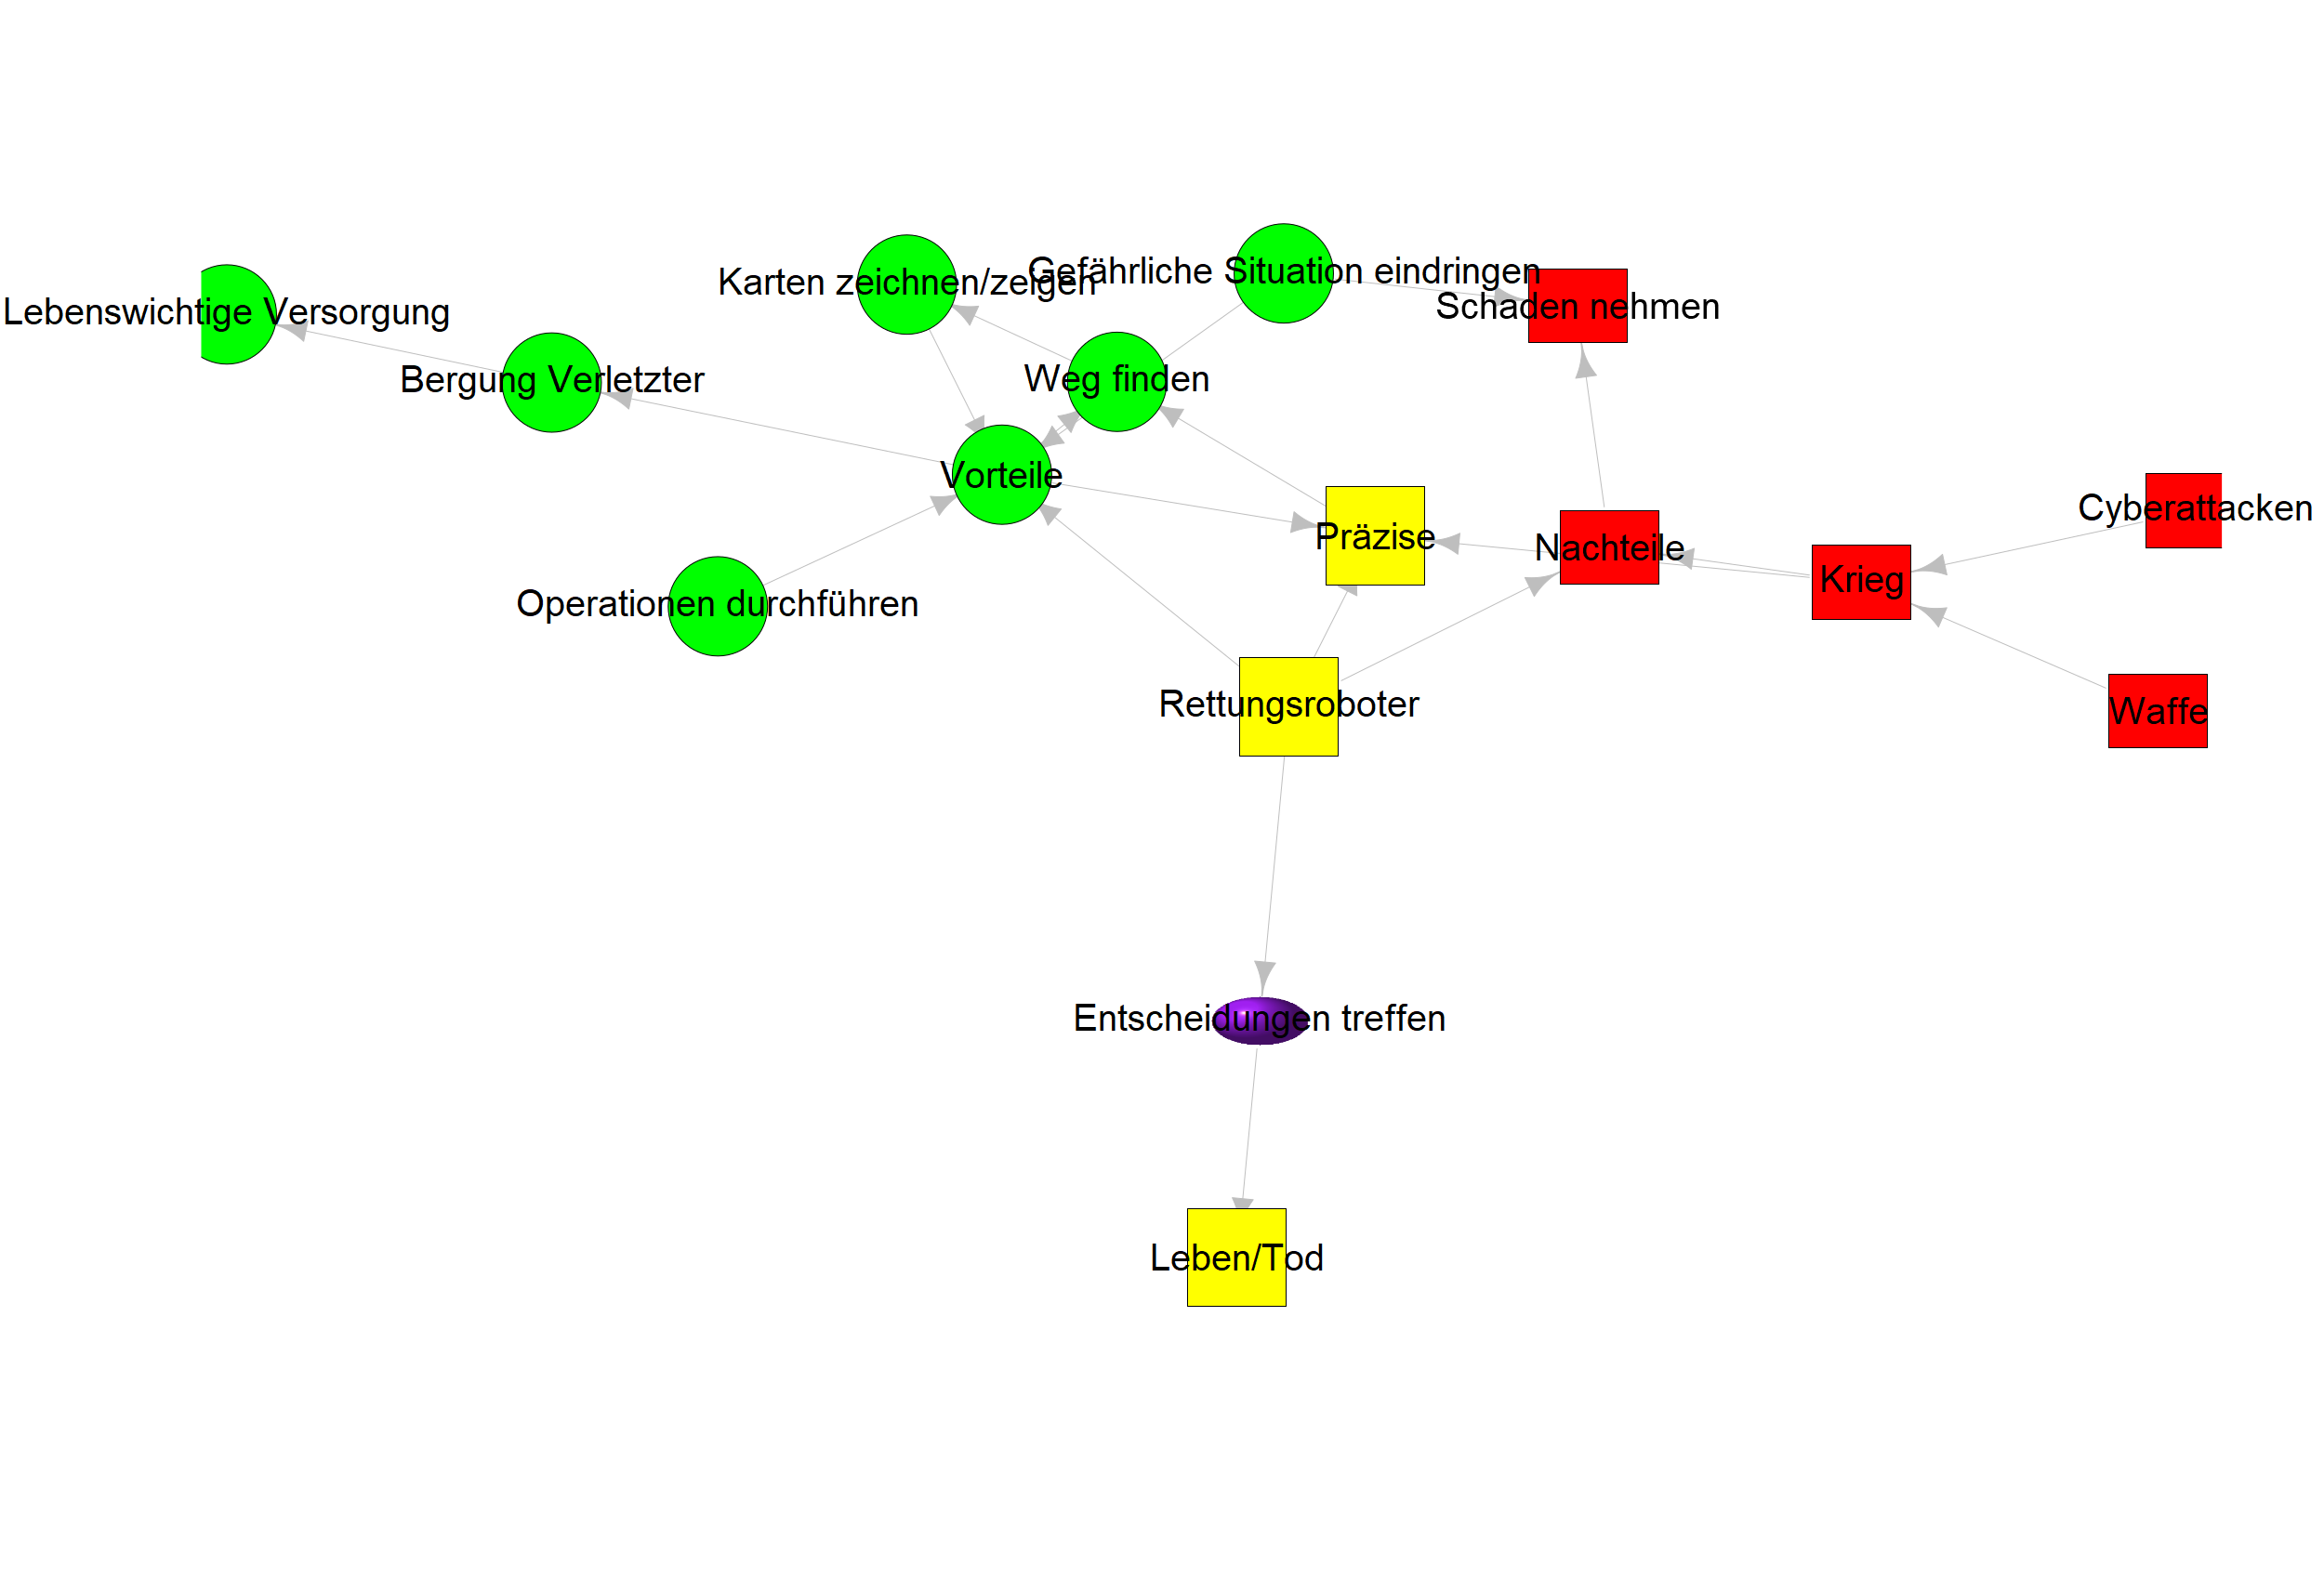 Gefährliche Situation eindringen
Karten zeichnen/zeigen
Schaden nehmen
Lebenswichtige Versorgung
Bergung Verletzter
Weg finden
Vorteile
Cyberattacken
Präzise
Nachteile
Krieg
Operationen durchführen
Rettungsroboter
Waffe
Entscheidungen treffen
Leben/Tod